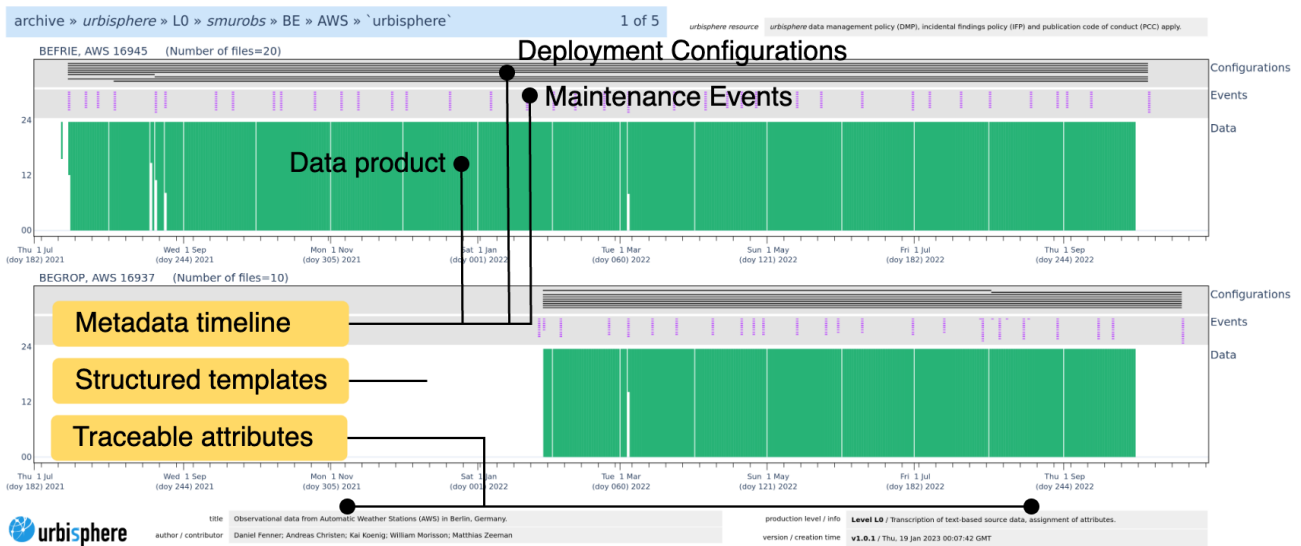 archive » urbisphere » L0 » smurobs » BE » AWS » `urbisphere` 1 of 5
urbisphere resource urbisphere data management policy (DMP), incidental findings policy (IFP) and publication code of conduct (PCC) apply.
BEFRIE, AWS 16945 (Number of files=20)
Deployment Configurations
Configurations
Maintenance Events
Events
24
Data
Data product
12
00
Thu 1 Jul Wed 1 Sep Mon 1 Nov Sat 1 Jan Tue 1 Mar Sun 1 May Fri 1 Jul Thu 1 Sep
(doy 182) 2021 (doy 244) 2021 (doy 305) 2021 (doy 001) 2022 (doy 060) 2022 (doy 121) 2022 (doy 182) 2022 (doy 244) 2022
BEGROP, AWS 16937 (Number of files=10)
Configurations
Metadata timeline
Events
24
Data
Structured templates
12
Traceable attributes
00
Thu 1 Jul Wed 1 Sep Mon 1 Nov Sat 1 Jan Tue 1 Mar Sun 1 May Fri 1 Jul Thu 1 Sep
(doy 182) 2021 (doy 244) 2021 (doy 305) 2021 (doy 001) 2022 (doy 060) 2022 (doy 121) 2022 (doy 182) 2022 (doy 244) 2022
urbisphere
title Observational data from Automatic Weather Stations (AWS) in Berlin, Germany. production level / info Level L0 / Transcription of text-based source data, assignment of attributes.
author / contributor Daniel Fenner; Andreas Christen; Kai Koenig; William Morisson; Matthias Zeeman version / creation time v1.0.1 / Thu, 19 Jan 2023 00:07:42 GMT